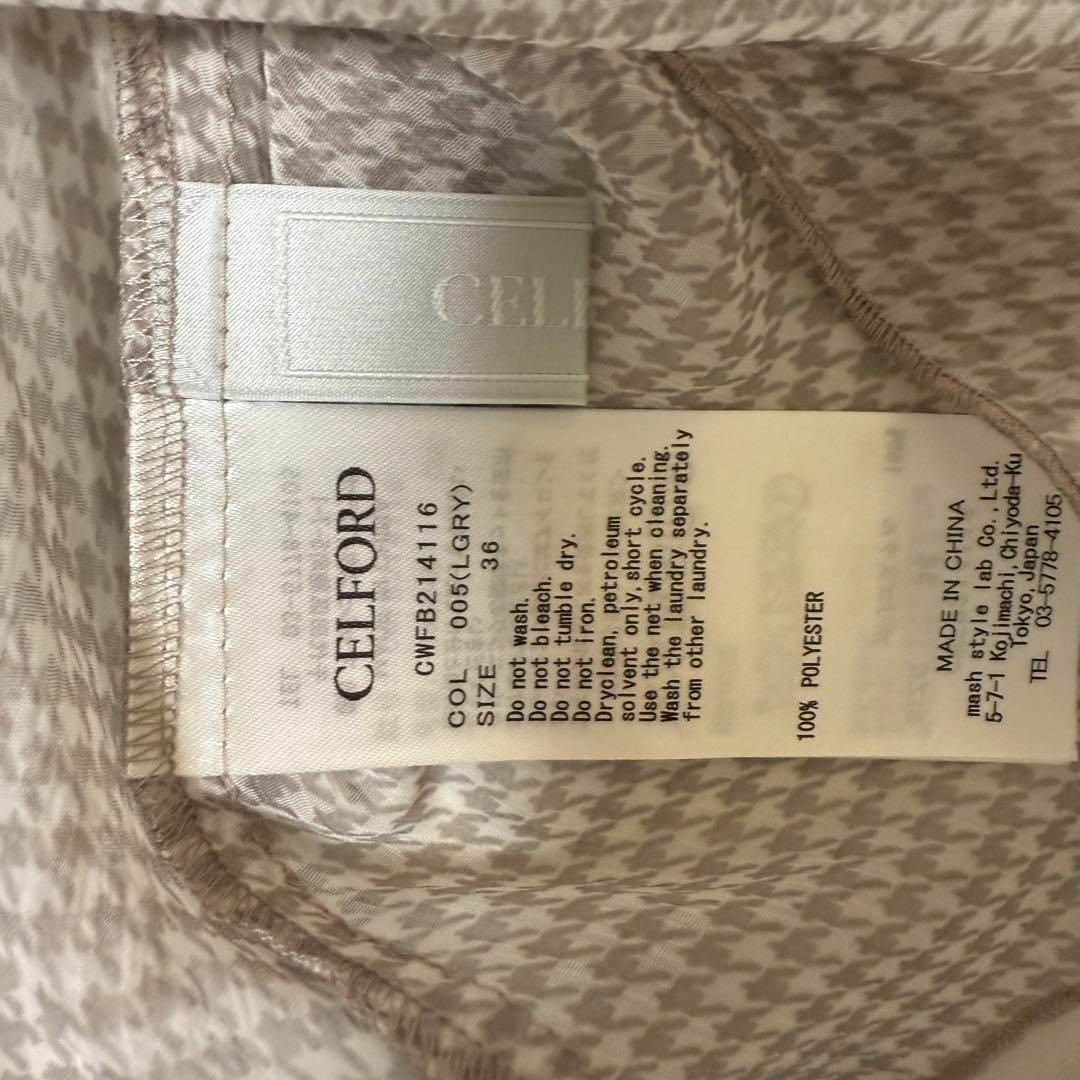 CEL
CELFORD
CWFB214116
COL 005(LGRY)
SIZE 36
Do not wash.
Do not bleach.
Do not tumble dry.
Do not iron.
Dryclean, petroleum
solvent only,short cycle.
Use the net when cleaning.
Wash the laundry separately
from other laundry.
100% POLYESTER
MADE IN CHINA
mash style lab Co.,Ltd.
5-7-1 Kojimachi,Chiyoda-Ku
Tokyo,Japan
TEL 03-5778-4105